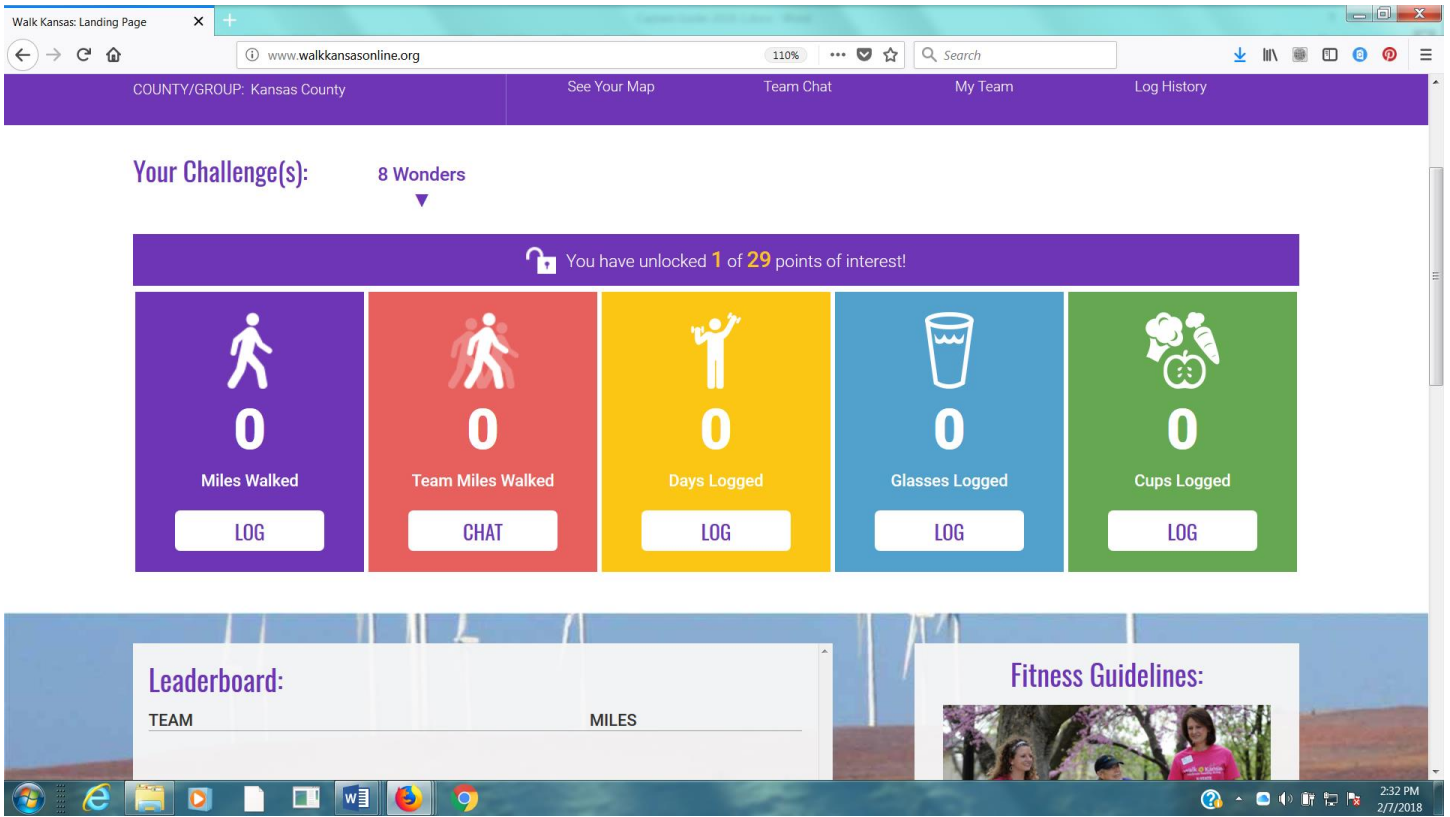 Walk Kansas: Landing Page
www.walkkansasonline.org
110%
Search
COUNTY/GROUP: Kansas County
See Your Map
Team Chat
My Team
Log History
Your Challenge(s):
8 Wonders
You have unlocked 1 of 29 points of interest!
0
Miles Walked
LOG
0
Team Miles Walked
CHAT
0
Days Logged
LOG
0
Glasses Logged
LOG
0
Cups Logged
LOG
Leaderboard:
TEAM MILES
Fitness Guidelines:
2:32 PM
2/7/2018